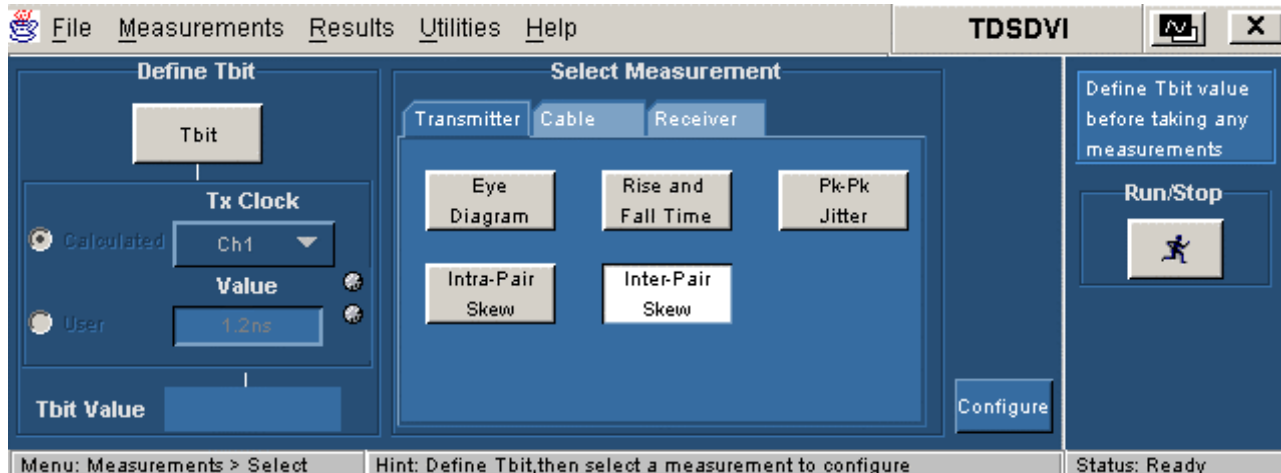 File Measurements Results Utilities Help TDSDVI X
Define Tbit
Tbit
Tx Clock
Calculated
Ch1
Value
User
1.2ns
Tbit Value
Select Measurement
Transmitter Cable Receiver
Eye
Diagram
Rise and
Fall Time
Pk-Pk
Jitter
Intra-Pair
Skew
Inter-Pair
Skew
Configure
Define Tbit value
before taking any
measurements
Run/Stop
Menu: Measurements > Select
Hint: Define Tbit,then select a measurement to configure
Status: Ready